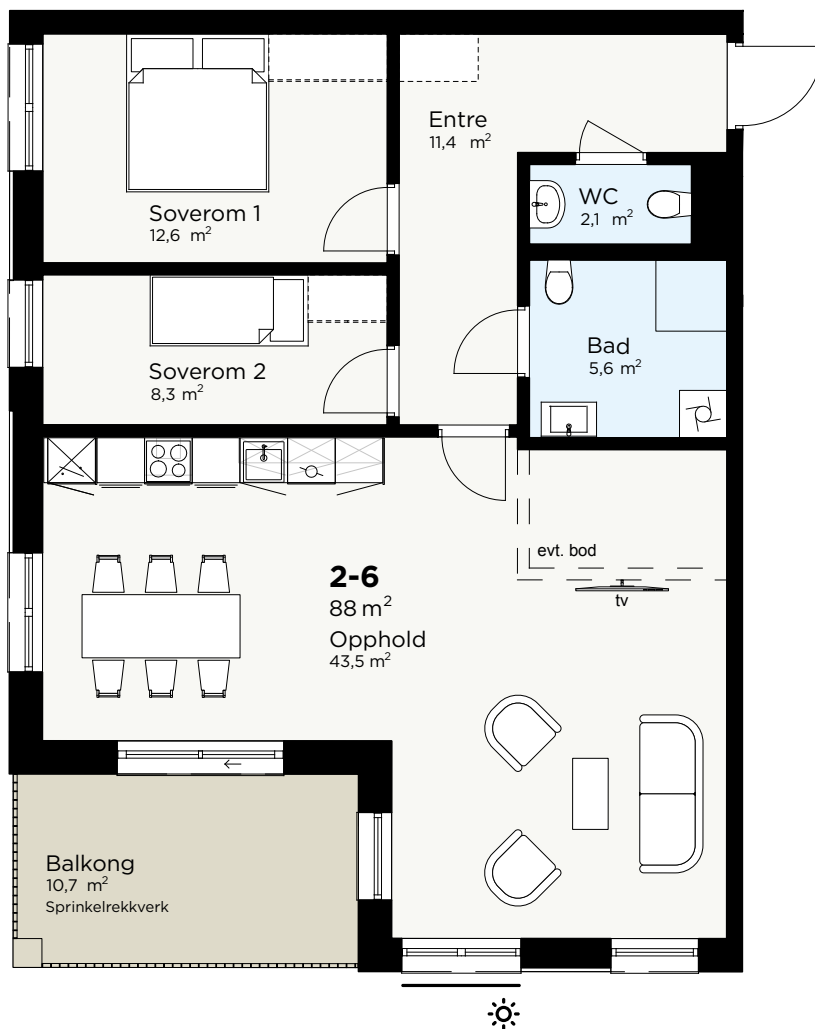 Entre
11,4 m²
WC
2,1 m²
Soverom 1
12,6 m²
Bad
5,6 m²
Soverom 2
8,3 m²
evt. bod
tv
2-6
88 m²
Opphold
43,5 m²
Balkong
10,7 m²
Sprinkelrekkverk